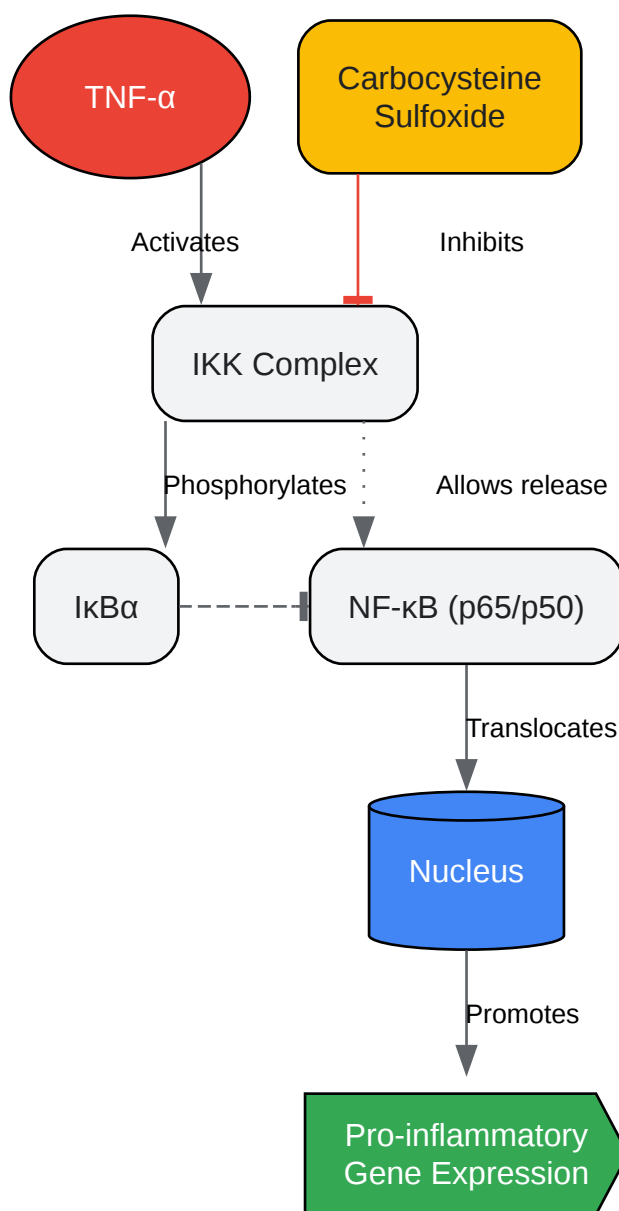 TNF-α
Carbocysteine
Sulfoxide
Activates
Inhibits
IKK Complex
Phosphorylates
Allows release
IκBα
NF-κB (p65/p50)
Translocates
Nucleus
Promotes
Pro-inflammatory
Gene Expression